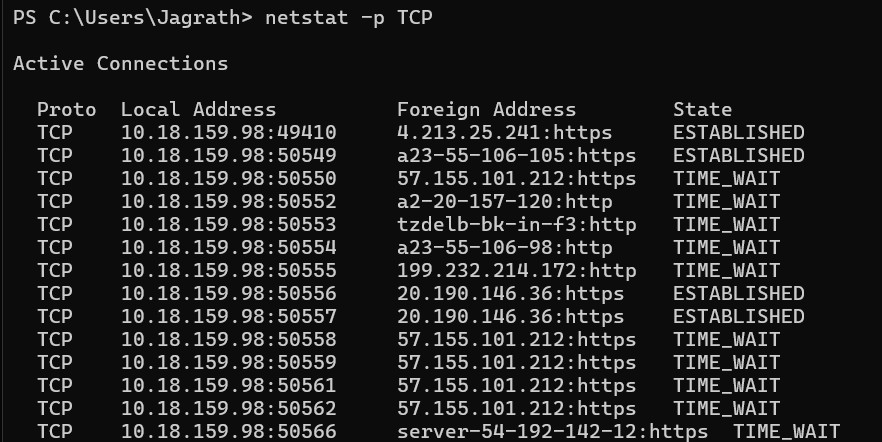 PS C:\Users\Jagrath> netstat -p TCP
Active Connections
Proto Local Address Foreign Address State
TCP 10.18.159.98:49410 4.213.25.241:https ESTABLISHED
TCP 10.18.159.98:50549 a23-55-106-105:https ESTABLISHED
TCP 10.18.159.98:50550 57.155.101.212:https TIME_WAIT
TCP 10.18.159.98:50552 a2-20-157-120:http TIME_WAIT
TCP 10.18.159.98:50553 tzdelb-bk-in-f3:http TIME_WAIT
TCP 10.18.159.98:50554 a23-55-106-98:http TIME_WAIT
TCP 10.18.159.98:50555 199.232.214.172:http TIME_WAIT
TCP 10.18.159.98:50556 20.190.146.36:https ESTABLISHED
TCP 10.18.159.98:50557 20.190.146.36:https ESTABLISHED
TCP 10.18.159.98:50558 57.155.101.212:https TIME_WAIT
TCP 10.18.159.98:50559 57.155.101.212:https TIME_WAIT
TCP 10.18.159.98:50561 57.155.101.212:https TIME_WAIT
TCP 10.18.159.98:50562 57.155.101.212:https TIME_WAIT
TCP 10.18.159.98:50566 server-54-192-142-12:https TIME_WAIT